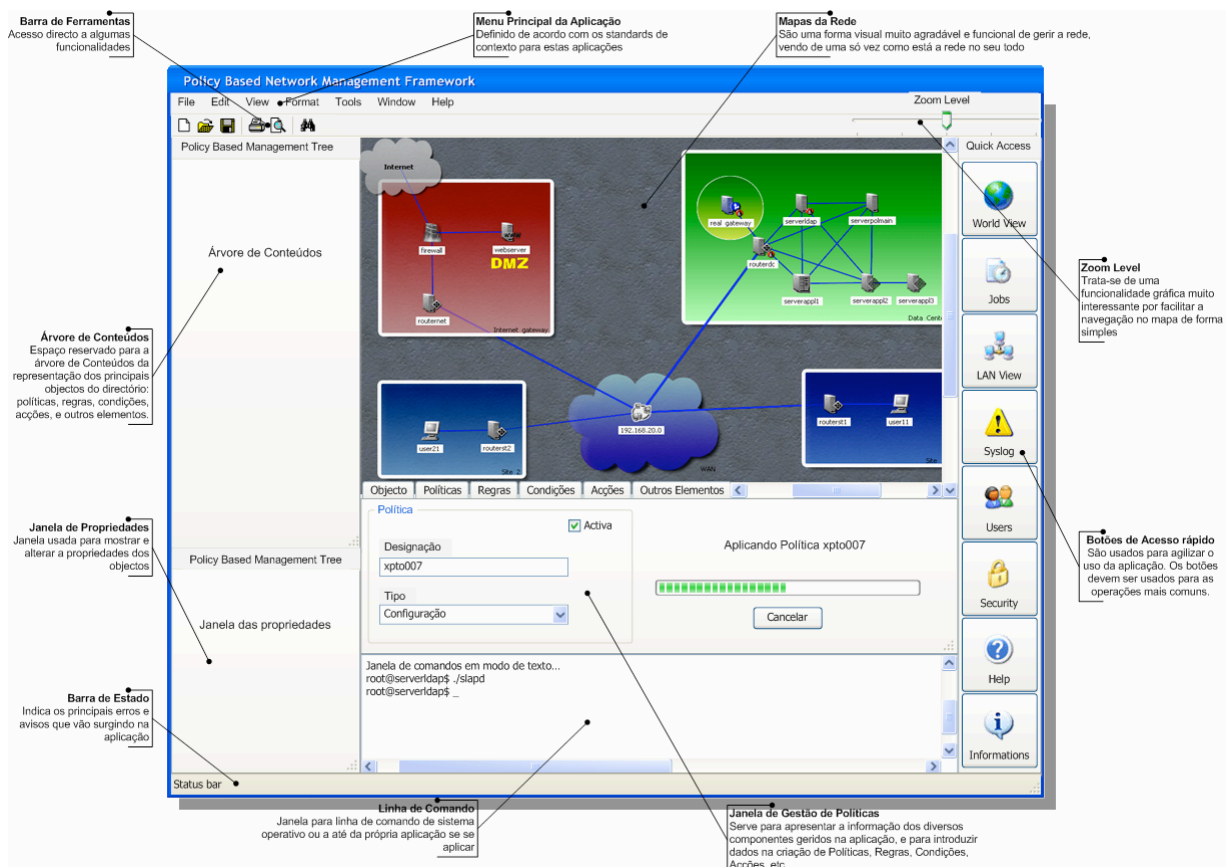 Barra de Ferramentas
Acesso directo a algumas
funcionalidades
Menu Principal da Aplicação
Definido de acordo com os standards de
contexto para estas aplicações
Mapas da Rede
São uma forma visual muito agradável e funcional de gerir a rede,
vendo de uma só vez como está a rede no seu todo
Policy Based Network Management Framework
File Edit View Format Tools Window Help
Zoom Level
Policy Based Management Tree
Quick Access
Árvore de Conteúdos
Internet
firewall
webserver
WWW
DMZ
routernet
Internet gateway
real gateway
serverldap
serverpolmain
routerdc
serverappl1
serverappl2
serverappl3
Data Cent
user21
routerst2
Site 2
192.168.20.0
WAN
routerst1
user11
Site
World View
Jobs
LAN View
Syslog
Users
Security
Help
Informations
Zoom Level
Trata-se de uma
funcionalidade gráfica muito
interessante por facilitar a
navegação no mapa de forma
simples
Árvore de Conteúdos
Espaço reservado para a
árvore de Conteúdos da
representação dos principais
objectos do directório:
políticas, regras, condições,
acções, e outros elementos.
Objecto Políticas Regras Condições Acções Outros Elementos
Política
Activa
Designação
xpto007
Tipo
Configuração
Aplicando Política xpto007
Cancelar
Janela de Propriedades
Janela usada para mostrar e
alterar a propriedades dos
objectos
Policy Based Management Tree
Janela das propriedades
Botões de Acesso rápido
São usados para agilizar o
uso da aplicação. Os botões
devem ser usados para as
operações mais comuns.
Janela de comandos em modo de texto...
root@serverldap$ ./slapd
root@serverldap$ _
Barra de Estado
Indica os principais erros e
avisos que vão surgindo na
aplicação
Status bar
Linha de Comando
Janela para linha de comando de sistema
operativo ou a até da própria aplicação se se
aplicar
Janela de Gestão de Políticas
Serve para apresentar a informação dos diversos
componentes geridos na aplicação, e para introduzir
dados na criação de Políticas, Regras, Condições,
Acções, etc